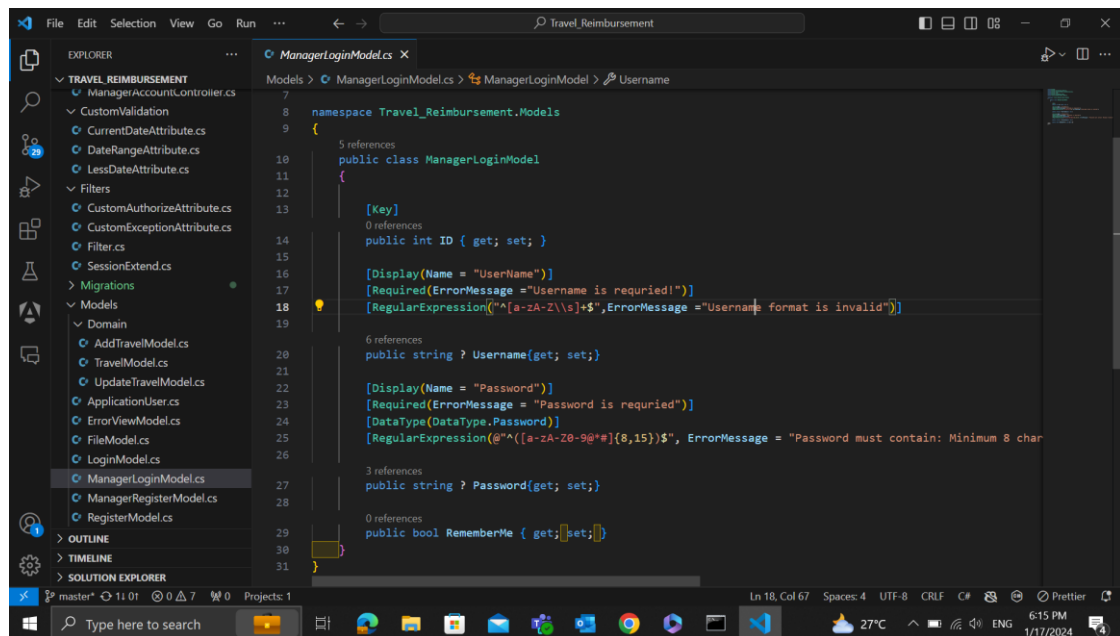 File Edit Selection View Go Run ··· Travel_Reimbursement
EXPLORER ···
TRAVEL_REIMBURSEMENT
ManagerAccountController.cs
CustomValidation
CurrentDateAttribute.cs
DateRangeAttribute.cs
LessDateAttribute.cs
Filters
CustomAuthorizeAttribute.cs
CustomExceptionAttribute.cs
Filter.cs
SessionExtend.cs
Migrations
Models
Domain
AddTravelModel.cs
TravelModel.cs
UpdateTravelModel.cs
ApplicationUser.cs
ErrorViewModel.cs
FileModel.cs
LoginModel.cs
ManagerLoginModel.cs
ManagerRegisterModel.cs
RegisterModel.cs
OUTLINE
TIMELINE
SOLUTION EXPLORER
29
1
ManagerLoginModel.cs
Models > ManagerLoginModel.cs > ManagerLoginModel > Username
7
8 namespace Travel_Reimbursement.Models
9 {
5 references
10 public class ManagerLoginModel
11 {
12
13 [Key]
0 references
14 public int ID { get; set; }
15
16 [Display(Name = "UserName")]
17 [Required(ErrorMessage ="Username is requried!")]
18 [RegularExpression("^[a-zA-Z\\s]+$",ErrorMessage ="Username format is invalid")]
19
6 references
20 public string ? Username{get; set;}
21
22 [Display(Name = "Password")]
23 [Required(ErrorMessage = "Password is requried")]
24 [DataType(DataType.Password)]
25 [RegularExpression(@"^([a-zA-Z0-9@*#]{8,15})$", ErrorMessage = "Password must contain: Minimum 8 char
26
3 references
27 public string ? Password{get; set;}
28
0 references
29 public bool RememberMe { get; set; }
30 }
31 }
master* 1↓ 0↑ 0 7 0 Projects: 1 Ln 18, Col 67 Spaces: 4 UTF-8 CRLF C# Prettier
Type here to search 27°C ENG 6:15 PM
1/17/2024 4